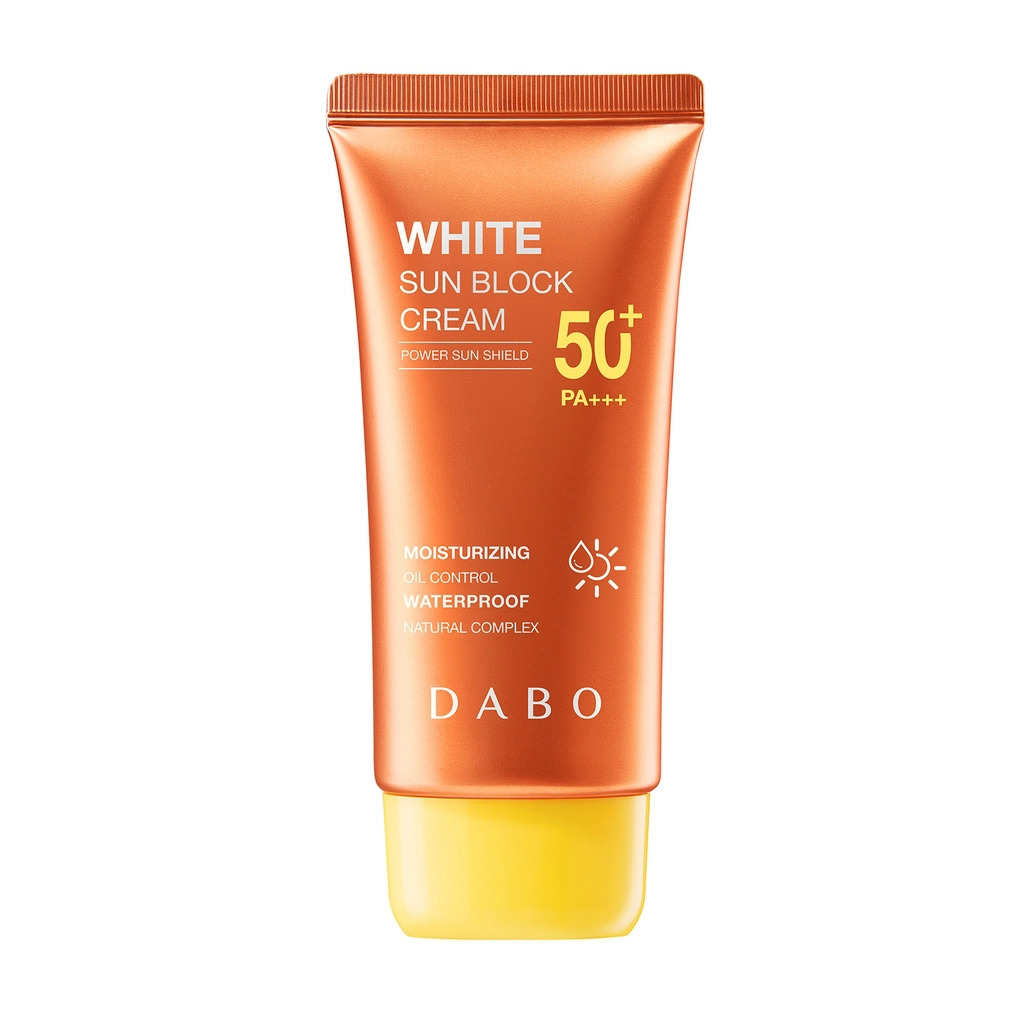 WHITE
SUN BLOCK
CREAM
POWER SUN SHIELD
50+
PA+++
MOISTURIZING
OIL CONTROL
WATERPROOF
NATURAL COMPLEX
DABO